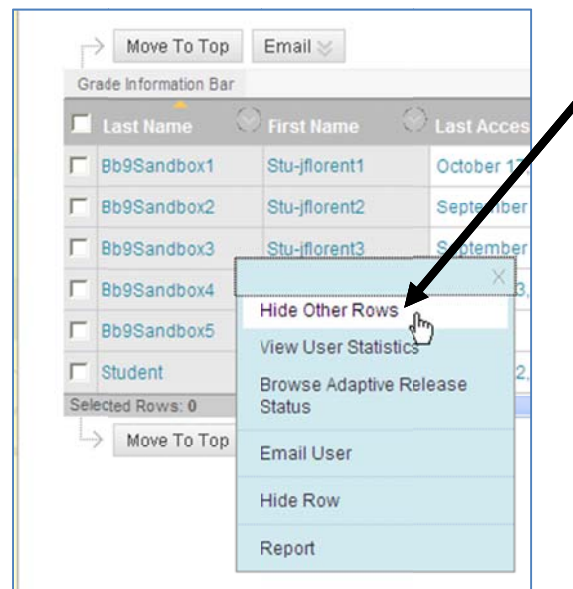 Move To Top Email
Grade Information Bar
Last Name First Name Last Acces
Bb9Sandbox1 Stu-jflorent1 October 17,
Bb9Sandbox2 Stu-jflorent2 September
Bb9Sandbox3 Stu-jflorent3 September
Bb9Sandbox4 3,
Hide Other Rows
Bb9Sandbox5
View User Statistics
Student 2,
Browse Adaptive Release
Status
Selected Rows: 0
Move To Top
Email User
Hide Row
Report